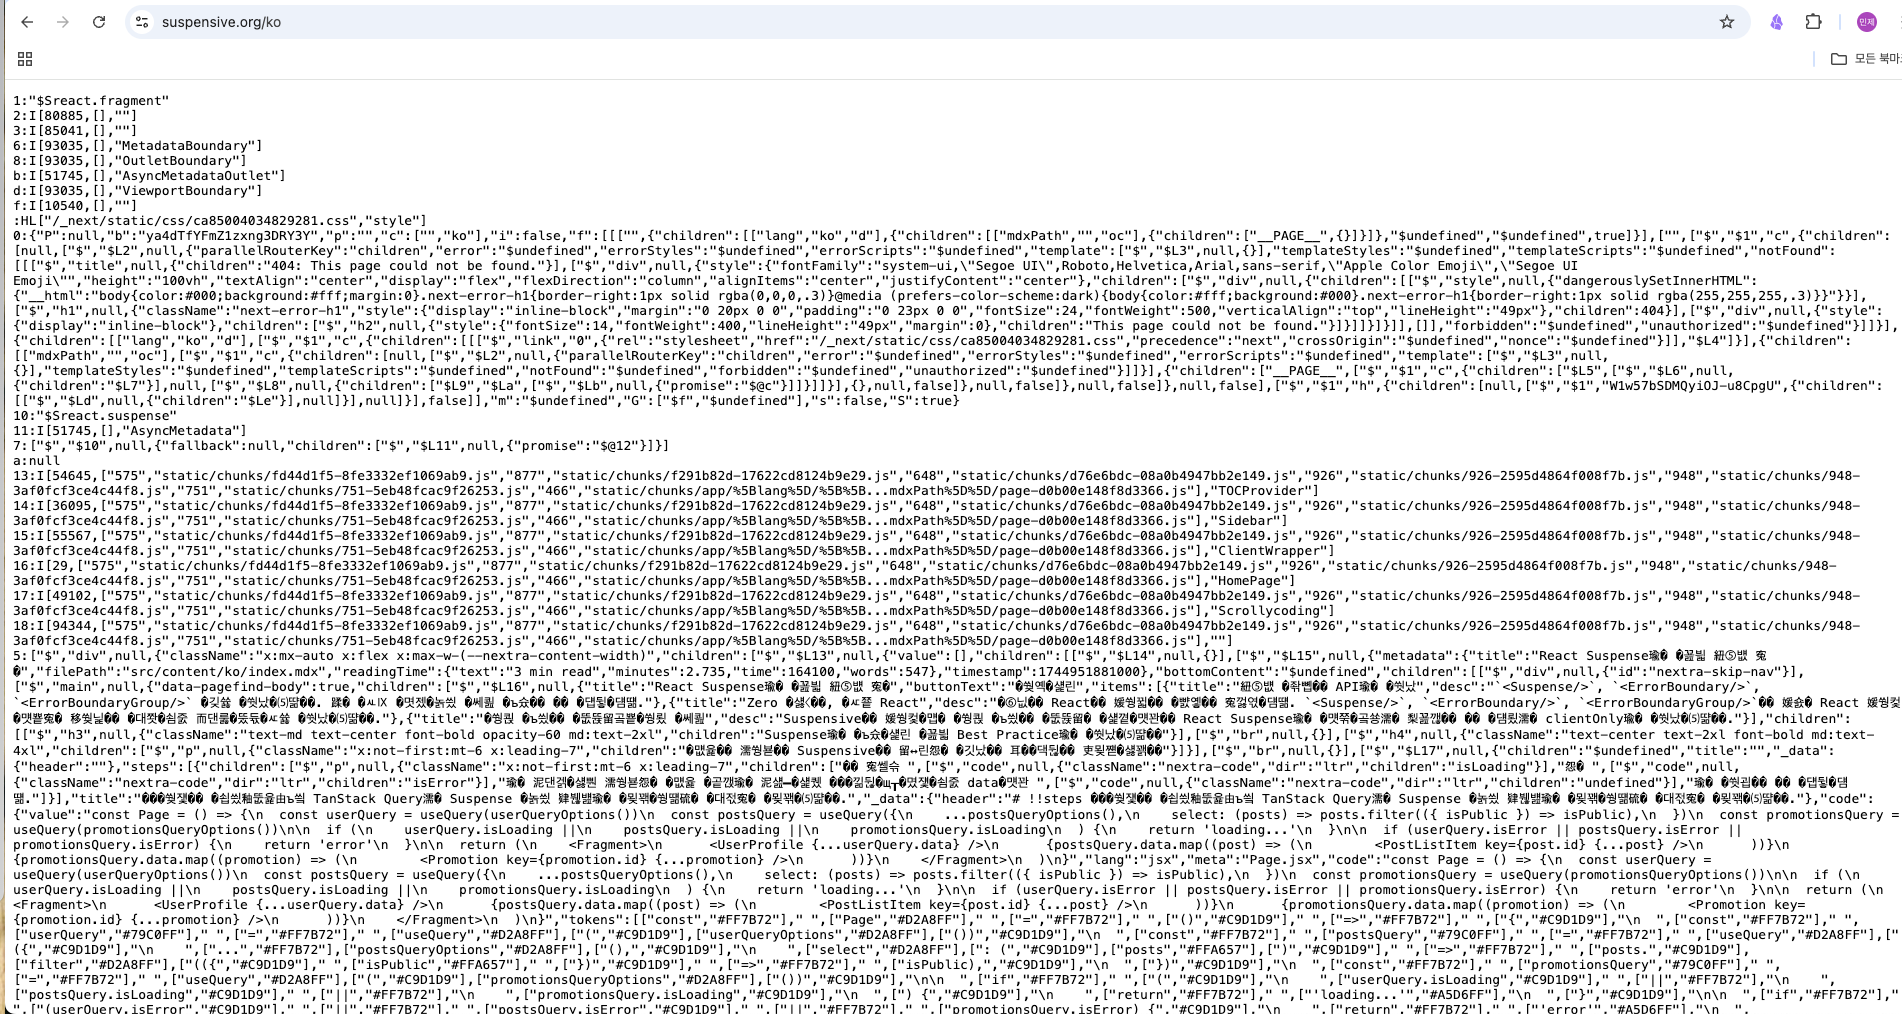 suspensive.org/ko
민제
모든 북마
1:"$Sreact.fragment"
2:I[80885,[],""]
3:I[85041,[],""]
6:I[93035,[],"MetadataBoundary"]
8:I[93035,[],"OutletBoundary"]
b:I[51745,[],"AsyncMetadataOutlet"]
d:I[93035,[],"ViewportBoundary"]
f:I[10540,[],""]
:HL["/_next/static/css/ca85004034829281.css","style"]
0:{"P":null,"b":"ya4dTfYFmZ1zxng3DRY3Y","p":"","c":["","ko"],"i":false,"f":[[["",{"children":[["lang","ko","d"],{"children":[["mdxPath","","oc"],{"children":["__PAGE__",{}]}]}]},"$undefined","$undefined",true]}],["",["$","$1","c",{"children":
[null,["$","$L2",null,{"parallelRouterKey":"children","error":"$undefined","errorStyles":"$undefined","errorScripts":"$undefined","template":["$","$L3",null,{}],"templateStyles":"$undefined","templateScripts":"$undefined","notFound":
[[["$","title",null,{"children":"404: This page could not be found."}],["$","div",null,{"style":{"fontFamily":"system-ui,\"Segoe UI\",Roboto,Helvetica,Arial,sans-serif,\"Apple Color Emoji\",\"Segoe UI
Emoji\"","height":"100vh","textAlign":"center","display":"flex","flexDirection":"column","alignItems":"center","justifyContent":"center"},"children":["$","div",null,{"children":[["$","style",null,{"dangerouslySetInnerHTML":
{"__html":"body{color:#000;background:#fff;margin:0}.next-error-h1{border-right:1px solid rgba(0,0,0,.3)}@media (prefers-color-scheme:dark){body{color:#fff;background:#000}.next-error-h1{border-right:1px solid rgba(255,255,255,.3)}}"}}],
["$","h1",null,{"className":"next-error-h1","style":{"display":"inline-block","margin":"0 20px 0 0","padding":"0 23px 0 0","fontSize":24,"fontWeight":500,"verticalAlign":"top","lineHeight":"49px"},"children":404}],["$","div",null,{"style":
{"display":"inline-block"},"children":["$","h2",null,{"style":{"fontSize":14,"fontWeight":400,"lineHeight":"49px","margin":0},"children":"This page could not be found."}]}]]}]}]],[]],"forbidden":"$undefined","unauthorized":"$undefined"}]]}],
{"children":[["lang","ko","d"],["$","$1","c",{"children":[[["$","link","0",{"rel":"stylesheet","href":"/_next/static/css/ca85004034829281.css","precedence":"next","crossOrigin":"$undefined","nonce":"$undefined"}]],"$L4"]}],{"children":
[["mdxPath","","oc"],["$","$1","c",{"children":[null,["$","$L2",null,{"parallelRouterKey":"children","error":"$undefined","errorStyles":"$undefined","errorScripts":"$undefined","template":["$","$L3",null,
{}],"templateStyles":"$undefined","templateScripts":"$undefined","notFound":"$undefined","forbidden":"$undefined","unauthorized":"$undefined"}]]}],{"children":["__PAGE__",["$","$1","c",{"children":["$L5",["$","$L6",null,
{"children":"$L7"}],null,["$","$L8",null,{"children":["$L9","$La",["$","$Lb",null,{"promise":"$@c"}]]}]]}],{},null,false]},null,false]},null,false]},null,false],["$","$1","h",{"children":[null,["$","$1","W1w57bSDMQyiOJ-u8CpgU",{"children":
[["$","$Ld",null,{"children":"$Le"}],null]}],null]}],false]],"m":"$undefined","G":["$f","$undefined"],"s":false,"S":true}
10:"$Sreact.suspense"
11:I[51745,[],"AsyncMetadata"]
7:["$","$10",null,{"fallback":null,"children":["$","$L11",null,{"promise":"$@12"}]}]
a:null
13:I[54645,["575","static/chunks/fd44d1f5-8fe3332ef1069ab9.js","877","static/chunks/f291b82d-17622cd8124b9e29.js","648","static/chunks/d76e6bdc-08a0b4947bb2e149.js","926","static/chunks/926-2595d4864f008f7b.js","948","static/chunks/948-
3af0fcf3ce4c44f8.js","751","static/chunks/751-5eb48fcac9f26253.js","466","static/chunks/app/%5Blang%5D/%5B%5B...mdxPath%5D%5D/page-d0b00e148f8d3366.js"],"TOCProvider"]
14:I[36095,["575","static/chunks/fd44d1f5-8fe3332ef1069ab9.js","877","static/chunks/f291b82d-17622cd8124b9e29.js","648","static/chunks/d76e6bdc-08a0b4947bb2e149.js","926","static/chunks/926-2595d4864f008f7b.js","948","static/chunks/948-
3af0fcf3ce4c44f8.js","751","static/chunks/751-5eb48fcac9f26253.js","466","static/chunks/app/%5Blang%5D/%5B%5B...mdxPath%5D%5D/page-d0b00e148f8d3366.js"],"Sidebar"]
15:I[55567,["575","static/chunks/fd44d1f5-8fe3332ef1069ab9.js","877","static/chunks/f291b82d-17622cd8124b9e29.js","648","static/chunks/d76e6bdc-08a0b4947bb2e149.js","926","static/chunks/926-2595d4864f008f7b.js","948","static/chunks/948-
3af0fcf3ce4c44f8.js","751","static/chunks/751-5eb48fcac9f26253.js","466","static/chunks/app/%5Blang%5D/%5B%5B...mdxPath%5D%5D/page-d0b00e148f8d3366.js"],"ClientWrapper"]
16:I[29,["575","static/chunks/fd44d1f5-8fe3332ef1069ab9.js","877","static/chunks/f291b82d-17622cd8124b9e29.js","648","static/chunks/d76e6bdc-08a0b4947bb2e149.js","926","static/chunks/926-2595d4864f008f7b.js","948","static/chunks/948-
3af0fcf3ce4c44f8.js","751","static/chunks/751-5eb48fcac9f26253.js","466","static/chunks/app/%5Blang%5D/%5B%5B...mdxPath%5D%5D/page-d0b00e148f8d3366.js"],"HomePage"]
17:I[49102,["575","static/chunks/fd44d1f5-8fe3332ef1069ab9.js","877","static/chunks/f291b82d-17622cd8124b9e29.js","648","static/chunks/d76e6bdc-08a0b4947bb2e149.js","926","static/chunks/926-2595d4864f008f7b.js","948","static/chunks/948-
3af0fcf3ce4c44f8.js","751","static/chunks/751-5eb48fcac9f26253.js","466","static/chunks/app/%5Blang%5D/%5B%5B...mdxPath%5D%5D/page-d0b00e148f8d3366.js"],"Scrollycoding"]
18:I[94344,["575","static/chunks/fd44d1f5-8fe3332ef1069ab9.js","877","static/chunks/f291b82d-17622cd8124b9e29.js","648","static/chunks/d76e6bdc-08a0b4947bb2e149.js","926","static/chunks/926-2595d4864f008f7b.js","948","static/chunks/948-
3af0fcf3ce4c44f8.js","751","static/chunks/751-5eb48fcac9f26253.js","466","static/chunks/app/%5Blang%5D/%5B%5B...mdxPath%5D%5D/page-d0b00e148f8d3366.js"],""]
5:["$","div",null,{"className":"x:mx-auto x:flex x:max-w-(--nextra-content-width)","children":["$","$L13",null,{"value":[],"children":[["$","$L14",null,{}],["$","$L15",null,{"metadata":{"title":"React Suspense
","filePath":"src/content/ko/index.mdx","readingTime":{"text":"3 min read","minutes":2.735,"time":164100,"words":547},"timestamp":1744951881000},"bottomContent":"$undefined","children":[["$","div",null,{"id":"nextra-skip-nav"}],
["$","main",null,{"data-pagefind-body":true,"children":["$","$L16",null,{"title":"React Suspense "buttonText":" "items":[{"title":" API "desc":"`<Suspense/>`, `<ErrorBoundary/>`,
`<ErrorBoundaryGroup/>` {"title":"Zero React","desc":" React `<Suspense/>`, `<ErrorBoundary/>`, `<ErrorBoundaryGroup/>` React
{"title":" "desc":"Suspensive React Suspense clientOnly "children":
[["$","h3",null,{"className":"text-md text-center font-bold opacity-60 md:text-2xl","children":"Suspense Best Practice ["$","br",null,{}],["$","h4",null,{"className":"text-center text-2xl font-bold md:text-
4xl","children":["$","p",null,{"className":"x:not-first:mt-6 x:leading-7","children":" Suspensive "}]}],["$","br",null,{}],["$","$L17",null,{"children":"$undefined","title":"","_data":
{"header":""},"steps":[{"children":["$","p",null,{"className":"x:not-first:mt-6 x:leading-7","children":[" ["$","code",null,{"className":"nextra-code","dir":"ltr","children":"isLoading"}], ["$","code",null,
{"className":"nextra-code","dir":"ltr","children":"isError"}], data ",["$","code",null,{"className":"nextra-code","dir":"ltr","children":"undefined"}],
"]}],"title":" TanStack Query Suspense "_data":{"header":"# !!steps TanStack Query Suspense "code":
{"value":"const Page = () => {\n  const userQuery = useQuery(userQueryOptions())\n  const postsQuery = useQuery({\n    ...postsQueryOptions(),\n    select: (posts) => posts.filter(({ isPublic }) => isPublic),\n  })\n  const promotionsQuery =
useQuery(promotionsQueryOptions())\n\n  if (\n    userQuery.isLoading ||\n    postsQuery.isLoading ||\n    promotionsQuery.isLoading\n  ) {\n    return 'loading...'\n  }\n\n  if (userQuery.isError || postsQuery.isError ||
promotionsQuery.isError) {\n    return 'error'\n  }\n\n  return (\n    <Fragment>\n      <UserProfile {...userQuery.data} />\n      {postsQuery.data.map((post) => (\n        <PostListItem key={post.id} {...post} />\n      ))}\n
{promotionsQuery.data.map((promotion) => (\n        <Promotion key={promotion.id} {...promotion} />\n      ))}\n    </Fragment>\n  )\n}","lang":"jsx","meta":"Page.jsx","code":"const Page = () => {\n  const userQuery =
useQuery(userQueryOptions())\n  const postsQuery = useQuery({\n    ...postsQueryOptions(),\n    select: (posts) => posts.filter(({ isPublic }) => isPublic),\n  })\n  const promotionsQuery = useQuery(promotionsQueryOptions())\n\n  if (\n
userQuery.isLoading ||\n    postsQuery.isLoading ||\n    promotionsQuery.isLoading\n  ) {\n    return 'loading...'\n  }\n\n  if (userQuery.isError || postsQuery.isError || promotionsQuery.isError) {\n    return 'error'\n  }\n\n  return (\n
<Fragment>\n      <UserProfile {...userQuery.data} />\n      {postsQuery.data.map((post) => (\n        <PostListItem key={post.id} {...post} />\n      ))}\n      {promotionsQuery.data.map((promotion) => (\n        <Promotion key=
{promotion.id} {...promotion} />\n      ))}\n    </Fragment>\n  )\n}","tokens":[["const","#FF7B72"]," ",["Page","#D2A8FF"]," ",["=","#FF7B72"]," ",["()","#C9D1D9"]," ",["=>","#FF7B72"]," ",["{","#C9D1D9"],"\n  ",["const","#FF7B72"]," ",
["userQuery","#79C0FF"]," ",["=","#FF7B72"]," ",["useQuery","#D2A8FF"],["(","#C9D1D9"],["userQueryOptions","#D2A8FF"],["())","#C9D1D9"],"\n  ",["const","#FF7B72"]," ",["postsQuery","#79C0FF"]," ",["=","#FF7B72"]," ",["useQuery","#D2A8FF"],[
({","#C9D1D9"],"\n    ",["...","#FF7B72"],["postsQueryOptions","#D2A8FF"],["(),","#C9D1D9"],"\n    ",["select","#D2A8FF"],[": (","#C9D1D9"],["posts","#FFA657"],[")","#C9D1D9"]," ",["=>","#FF7B72"]," ",["posts.","#C9D1D9"],
["filter","#D2A8FF"],["(({","#C9D1D9"]," ",["isPublic","#FFA657"]," ",["})","#C9D1D9"]," ",["=>","#FF7B72"]," ",["isPublic),","#C9D1D9"],"\n  ",["})","#C9D1D9"],"\n  ",["const","#FF7B72"]," ",["promotionsQuery","#79C0FF"]," ",
["=","#FF7B72"]," ",["useQuery","#D2A8FF"],["(","#C9D1D9"],["promotionsQueryOptions","#D2A8FF"],["())","#C9D1D9"],"\n\n  ",["if","#FF7B72"]," ",["(","#C9D1D9"],"\n    ",["userQuery.isLoading","#C9D1D9"]," ",["||","#FF7B72"],"\n    ",
["postsQuery.isLoading","#C9D1D9"]," ",["||","#FF7B72"],"\n    ",["promotionsQuery.isLoading","#C9D1D9"],"\n  ",[") {","#C9D1D9"],"\n    ",["return","#FF7B72"]," ",["'loading...'","#A5D6FF"],"\n  ",["}","#C9D1D9"],"\n\n  ",["if","#FF7B72"]," 
",["(userQuery.isError","#C9D1D9"]," ",["||","#FF7B72"]," ",["postsQuery.isError","#C9D1D9"]," ",["||","#FF7B72"]," ",["promotionsQuery.isError) {","#C9D1D9"],"\n    ",["return","#FF7B72"]," ",["'error'","#A5D6FF"],"\n  ",